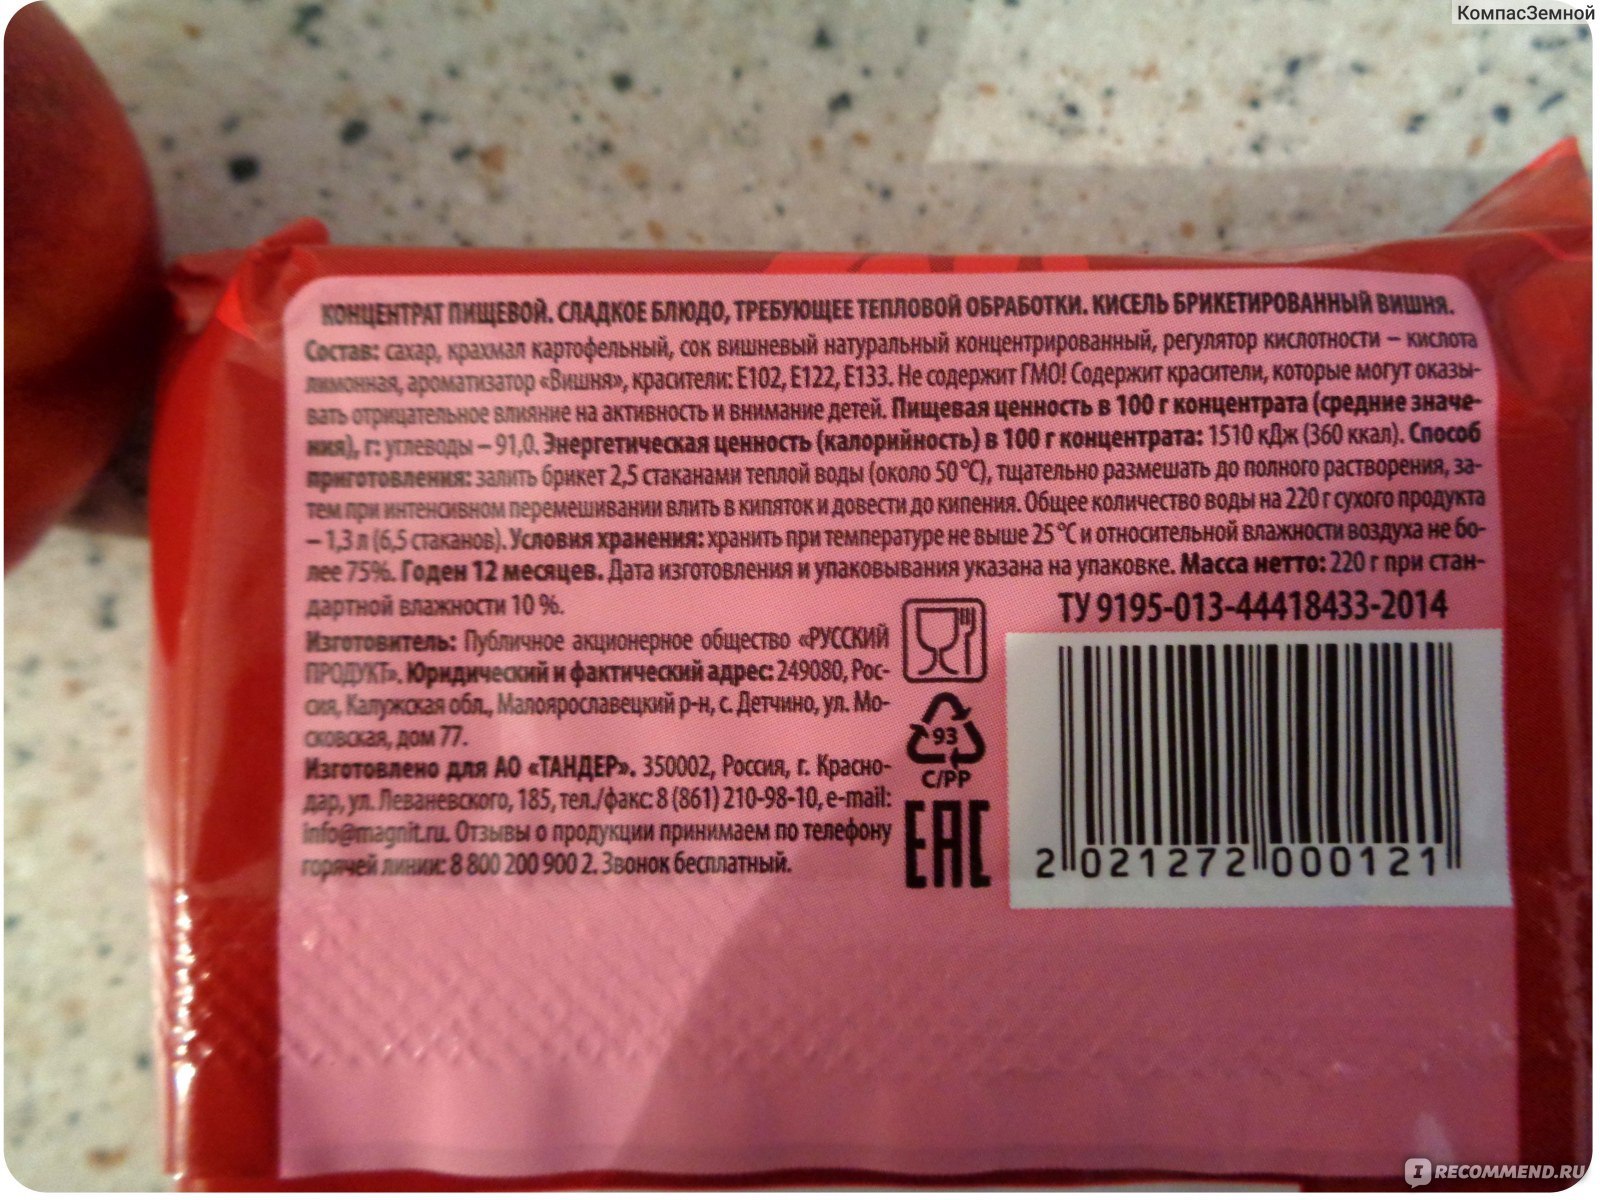 КомпасЗемной
КОНЦЕНТРАТ ПИЩЕВОЙ. СЛАДКОЕ БЛЮДО, ТРЕБУЮЩЕЕ ТЕПЛОВОЙ ОБРАБОТКИ. КИСЕЛЬ БРИКЕТИРОВАННЫЙ ВИШНЯ.
Состав: сахар, крахмал картофельный, сок вишневый натуральный концентрированный, регулятор кислотности – кислота
лимонная, ароматизатор «Вишня», красители: Е102, Е122, Е133. Не содержит ГМО! Содержит красители, которые могут оказы-
вать отрицательное влияние на активность и внимание детей. Пищевая ценность в 100 г концентрата (средние значе-
ния), г: углеводы – 91,0. Энергетическая ценность (калорийность) в 100 г концентрата: 1510 кДж (360 ккал). Способ
приготовления: залить брикет 2,5 стаканами теплой воды (около 50 °С), тщательно размешать до полного растворения, за-
тем при интенсивном перемешивании влить в кипяток и довести до кипения. Общее количество воды на 220 г сухого продукта
– 1,3 л (6,5 стаканов). Условия хранения: хранить при температуре не выше 25 °С и относительной влажности воздуха не бо-
лее 75%. Годен 12 месяцев. Дата изготовления и упаковывания указана на упаковке. Масса нетто: 220 г при стан-
дартной влажности 10 %.
Изготовитель: Публичное акционерное общество «РУССКИЙ
ПРОДУКТ». Юридический и фактический адрес: 249080, Рос-
сия, Калужская обл., Малоярославецкий р-н, с. Детчино, ул. Мо-
сковская, дом 77.
Изготовлено для АО «ТАНДЕР». 350002, Россия, г. Красно-
дар, ул. Леваневского, 185, тел./факс: 8 (861) 210-98-10, e-mail:
info@magnit.ru. Отзывы о продукции принимаем по телефону
горячей линии: 8 800 200 900 2. Звонок бесплатный.
93
C/PP
EAC
ТУ 9195-013-44418433-2014
2 021272 000121
IRECOMMEND.RU